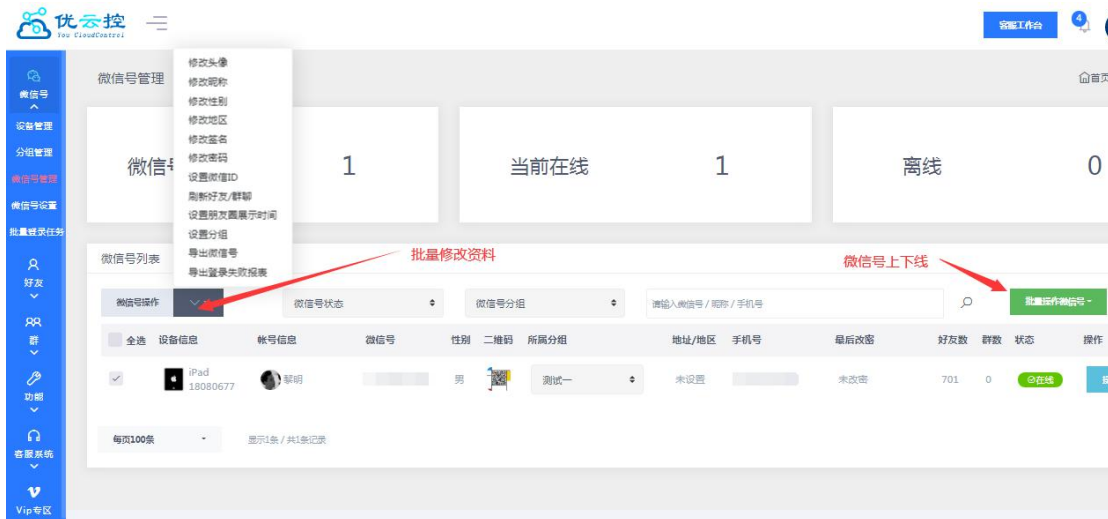 优云控
You CloudControl
客服工作台
4
微信号
设备管理
分组管理
微信号管理
微信号设置
批量登录任务
好友
群
功能
客服系统
Vip专区
微信号管理
首页
修改头像
修改昵称
修改性别
修改地区
修改签名
修改密码
设置微信ID
刷新好友/群聊
设置朋友圈展示时间
设置分组
导出微信号
导出登录失败报表
微信号
1
当前在线
1
离线
0
微信号列表
批量修改资料
微信号上下线
微信号操作
微信号状态
微信号分组
请输入微信号 / 昵称 / 手机号
批量操作微信号
全选 设备信息 帐号信息 微信号 性别 二维码 所属分组 地址/地区 手机号 最后改密 好友数 群数 状态 操作
iPad
18080677
黎明 男 测试一 未设置 未改密 701 0 在线
每页100条
显示1条 / 共1条记录